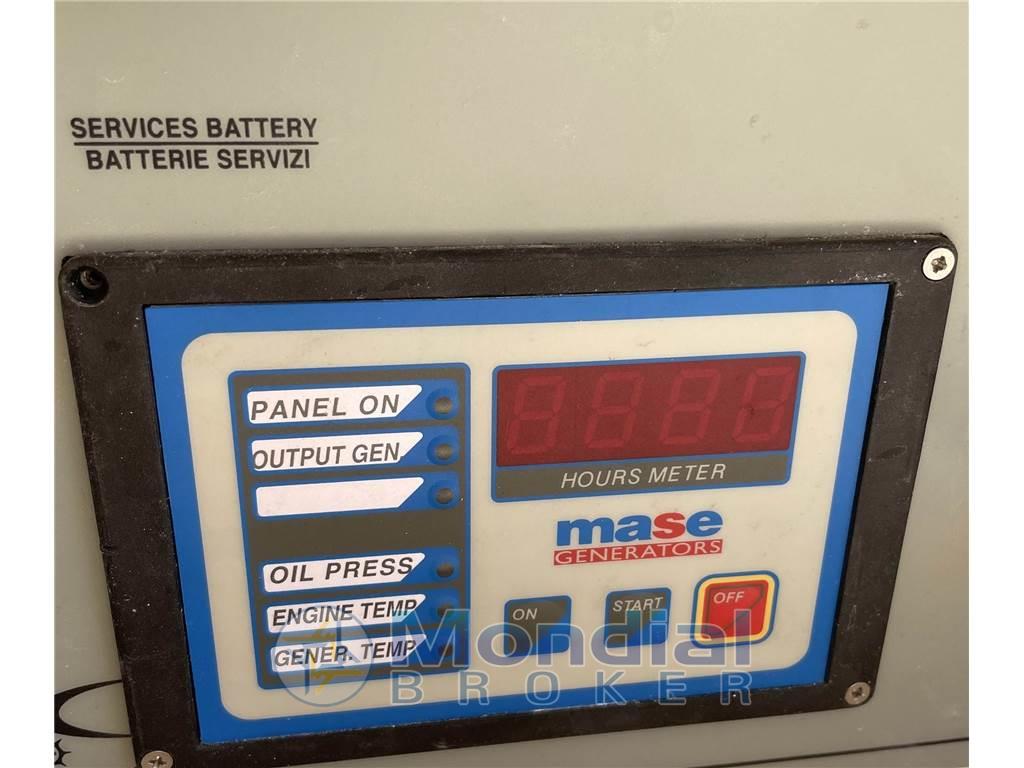 SERVICES BATTERY
BATTERIE SERVIZI
PANEL ON
OUTPUT GEN.
OIL PRESS
ENGINE TEMP
GENER. TEMP
HOURS METER
mase
GENERATORS
ON
START
OFF
Mondial
BROKER